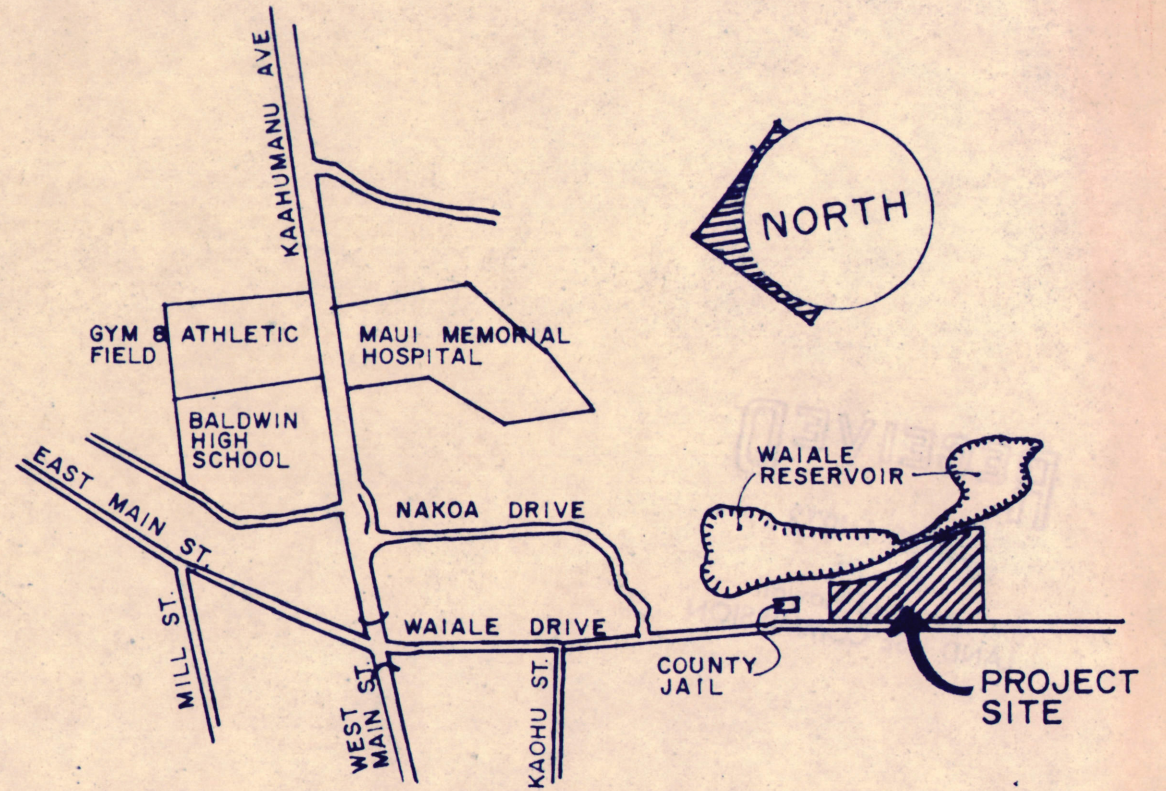 KAAHUMANU AVE
NORTH
GYM & ATHLETIC
FIELD
MAUI MEMORIAL
HOSPITAL
BALDWIN
HIGH
SCHOOL
EAST MAIN ST.
NAKOA DRIVE
WAIALE
RESERVOIR
MILL ST.
WAIALE DRIVE
WEST
MAIN ST.
KAOHU ST.
COUNTY
JAIL
PROJECT
SITE
RECEIVED